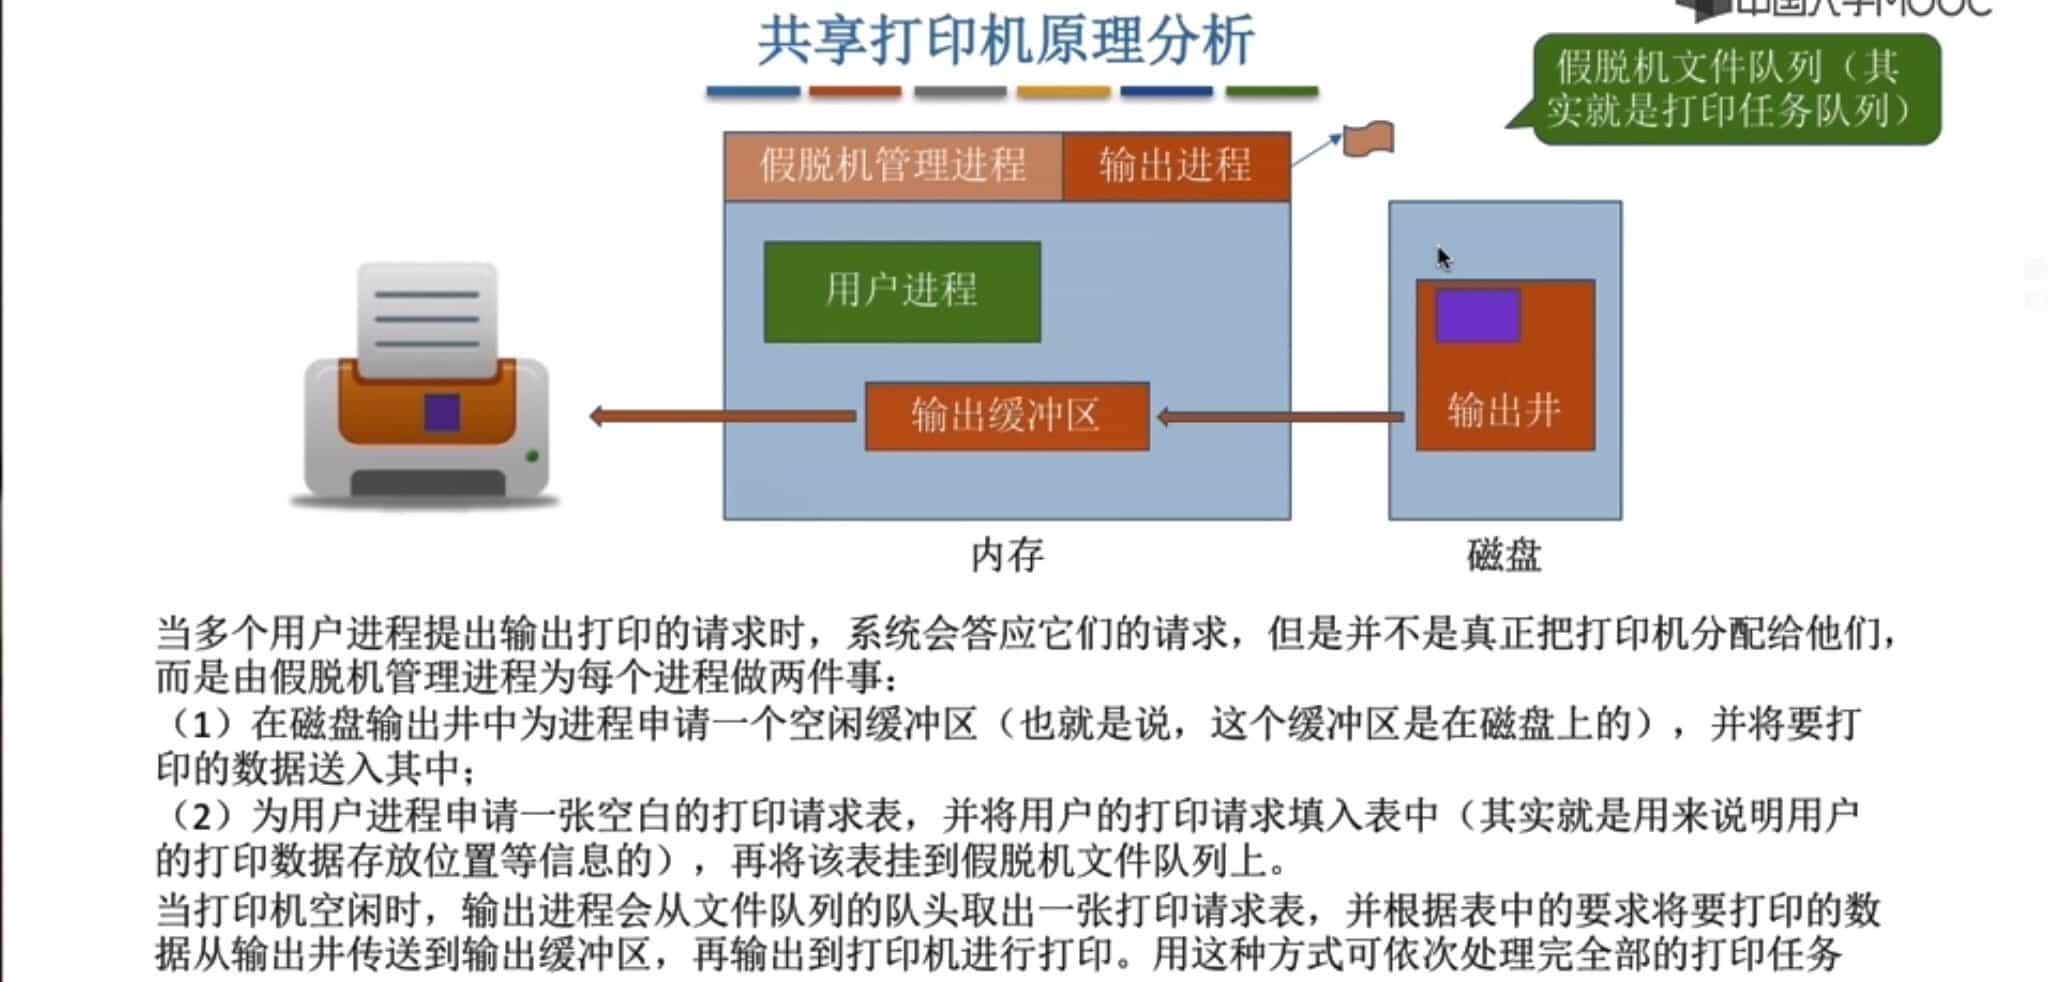 中国大学MOOC
共享打印机原理分析
假脱机文件队列（其
实就是打印任务队列）
假脱机管理进程
输出进程
用户进程
输出缓冲区
输出井
内存
磁盘
当多个用户进程提出输出打印的请求时，系统会答应它们的请求，但是并不是真正把打印机分配给他们，
而是由假脱机管理进程为每个进程做两件事：
（1）在磁盘输出井中为进程申请一个空闲缓冲区（也就是说，这个缓冲区是在磁盘上的），并将要打
印的数据送入其中；
（2）为用户进程申请一张空白的打印请求表，并将用户的打印请求填入表中（其实就是用来说明用户
的打印数据存放位置等信息的），再将该表挂到假脱机文件队列上。
当打印机空闲时，输出进程会从文件队列的队头取出一张打印请求表，并根据表中的要求将要打印的数
据从输出井传送到输出缓冲区，再输出到打印机进行打印。用这种方式可依次处理完全部的打印任务